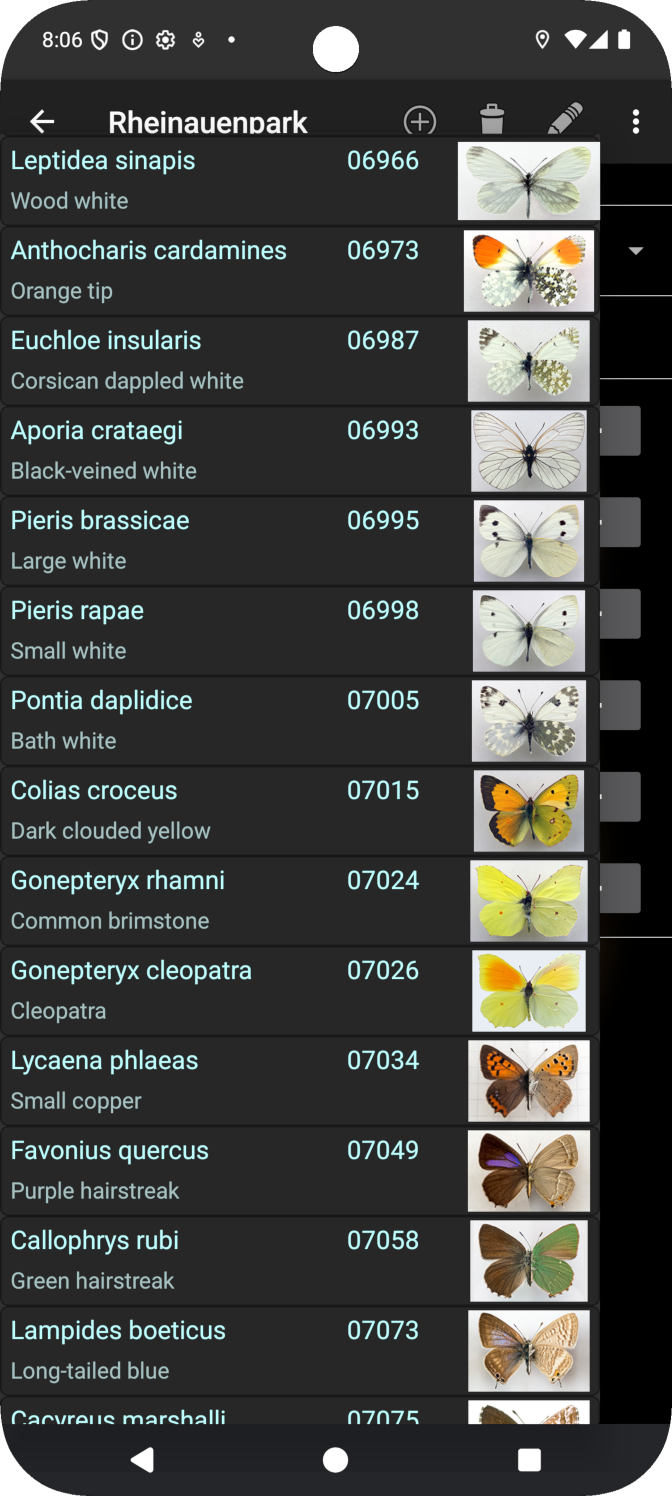 8:06
Rheinauenpark
Leptidea sinapis 06966
Wood white
Anthocharis cardamines 06973
Orange tip
Euchloe insularis 06987
Corsican dappled white
Aporia crataegi 06993
Black-veined white
Pieris brassicae 06995
Large white
Pieris rapae 06998
Small white
Pontia daplidice 07005
Bath white
Colias croceus 07015
Dark clouded yellow
Gonepteryx rhamni 07024
Common brimstone
Gonepteryx cleopatra 07026
Cleopatra
Lycaena phlaeas 07034
Small copper
Favonius quercus 07049
Purple hairstreak
Callophrys rubi 07058
Green hairstreak
Lampides boeticus 07073
Long-tailed blue
Cacyreus marshalli 07075